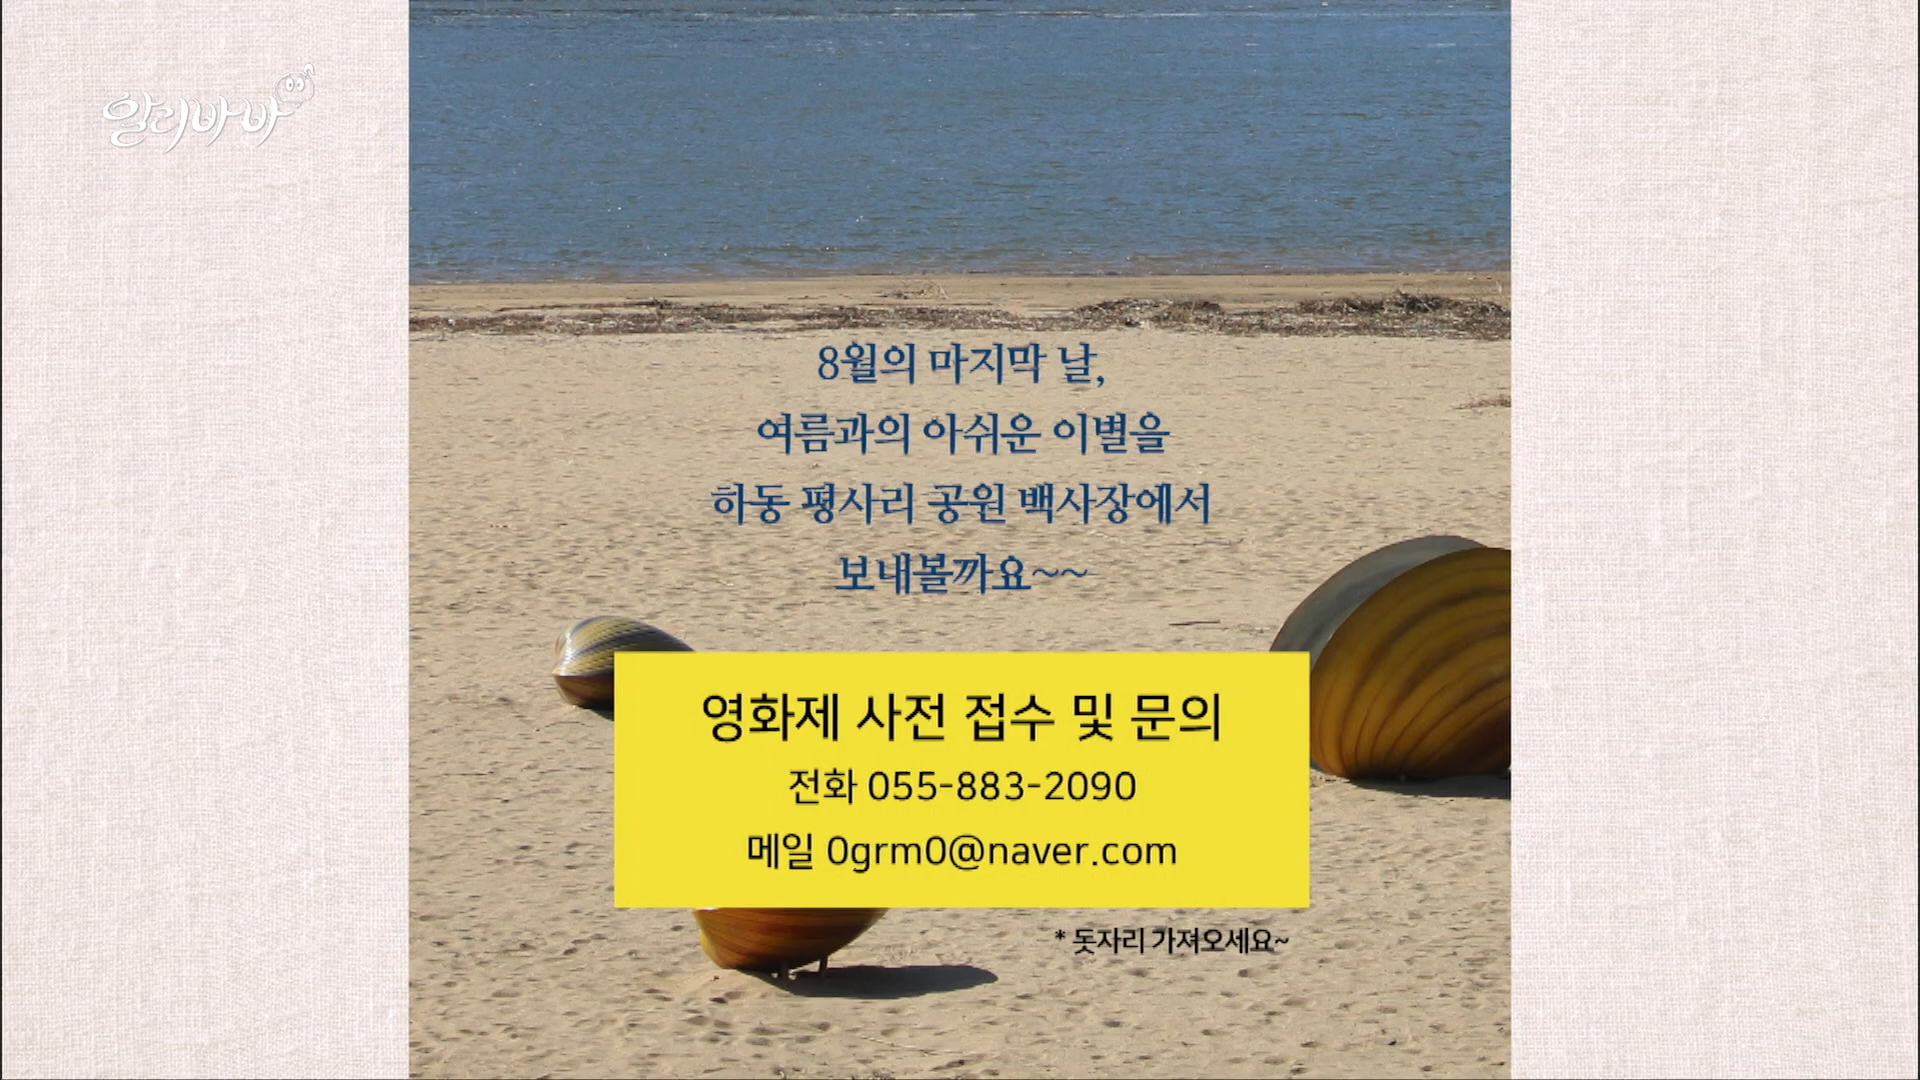 알리바바
8월의 마지막 날,
여름과의 아쉬운 이별을
하동 평사리 공원 백사장에서
보내볼까요~~
영화제 사전 접수 및 문의
전화 055-883-2090
메일 0grm0@naver.com
* 돗자리 가져오세요~